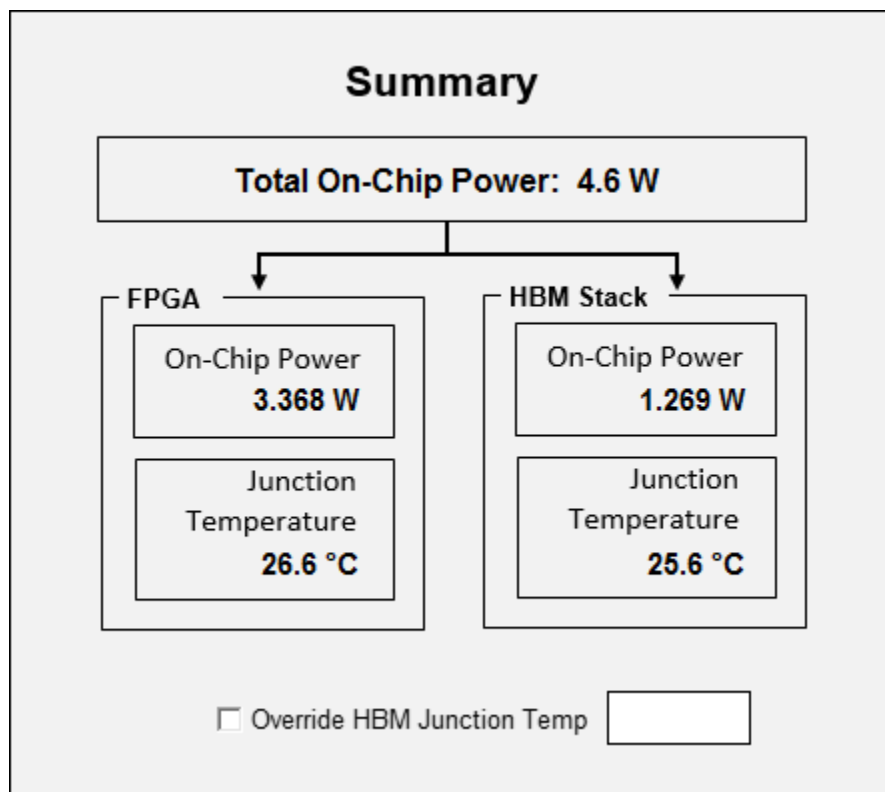 Summary
Total On-Chip Power: 4.6 W
FPGA
On-Chip Power
3.368 W
Junction
Temperature
26.6 °C
HBM Stack
On-Chip Power
1.269 W
Junction
Temperature
25.6 °C
Override HBM Junction Temp